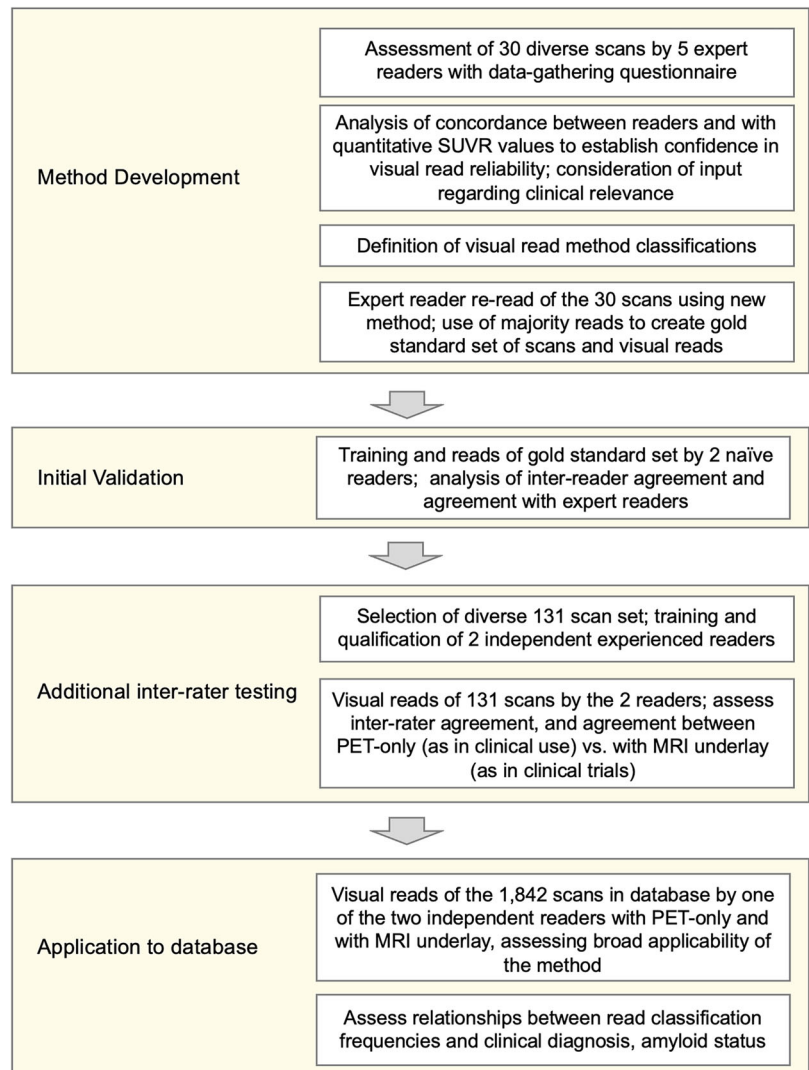 Method Development
Assessment of 30 diverse scans by 5 expert
readers with data-gathering questionnaire
Analysis of concordance between readers and with
quantitative SUVR values to establish confidence in
visual read reliability; consideration of input
regarding clinical relevance
Definition of visual read method classifications
Expert reader re-read of the 30 scans using new
method; use of majority reads to create gold
standard set of scans and visual reads
Initial Validation
Training and reads of gold standard set by 2 naïve
readers;  analysis of inter-reader agreement and
agreement with expert readers
Additional inter-rater testing
Selection of diverse 131 scan set; training and
qualification of 2 independent experienced readers
Visual reads of 131 scans by the 2 readers; assess
inter-rater agreement, and agreement between
PET-only (as in clinical use) vs. with MRI underlay
(as in clinical trials)
Application to database
Visual reads of the 1,842 scans in database by one
of the two independent readers with PET-only and
with MRI underlay, assessing broad applicability of
the method
Assess relationships between read classification
frequencies and clinical diagnosis, amyloid status